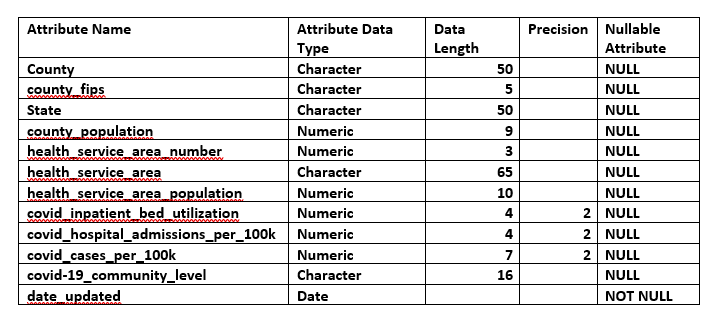 Attribute Name Attribute Data Type Data Length Precision Nullable Attribute
County Character 50 NULL
county_fips Character 5 NULL
State Character 50 NULL
county_population Numeric 9 NULL
health_service_area_number Numeric 3 NULL
health_service_area Character 65 NULL
health_service_area_population Numeric 10 NULL
covid_inpatient_bed_utilization Numeric 4 2 NULL
covid_hospital_admissions_per_100k Numeric 4 2 NULL
covid_cases_per_100k Numeric 7 2 NULL
covid-19_community_level Character 16 NULL
date_updated Date NOT NULL